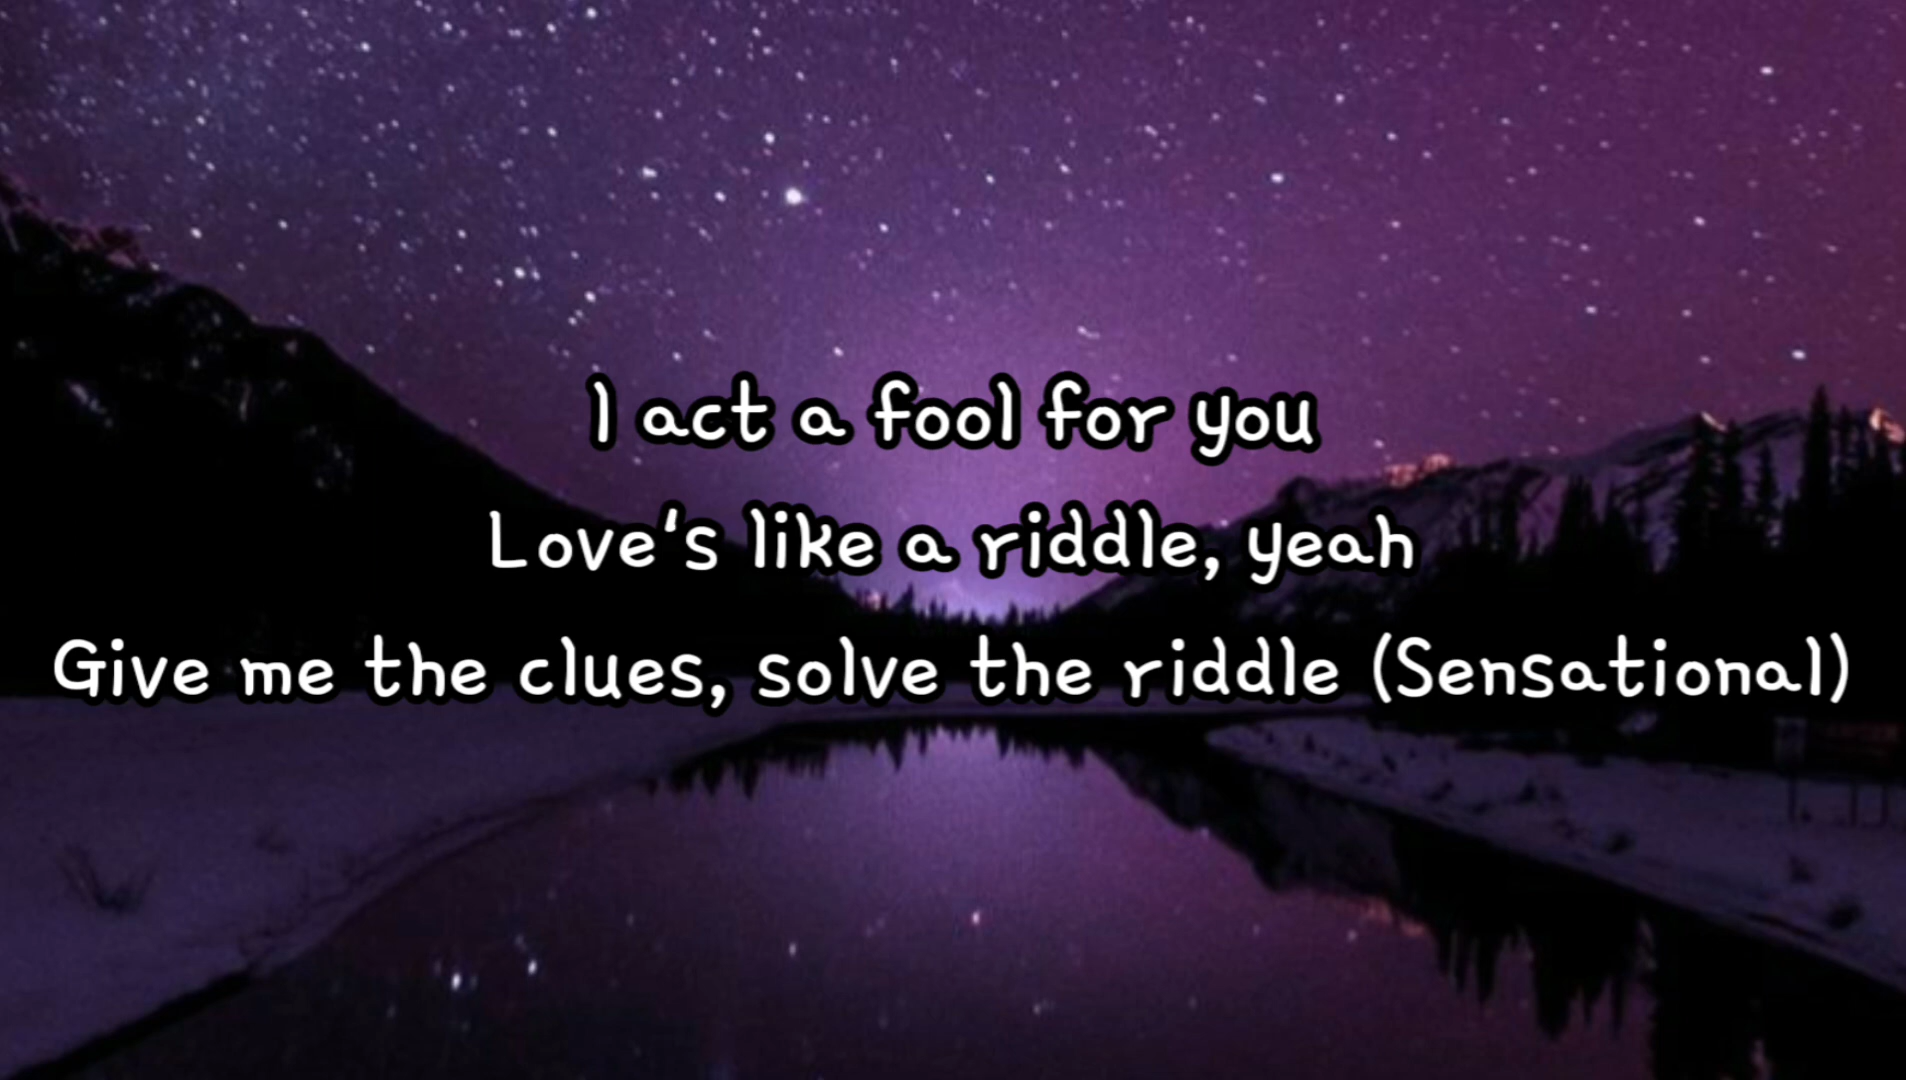 I act a fool for you
Love's like a riddle, yeah
Give me the clues, solve the riddle (Sensational)